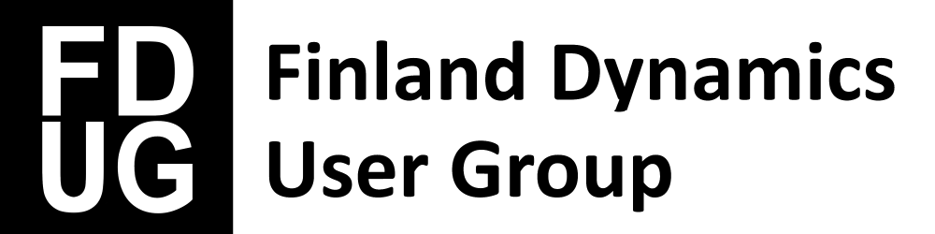 FD
UG
Finland Dynamics
User Group